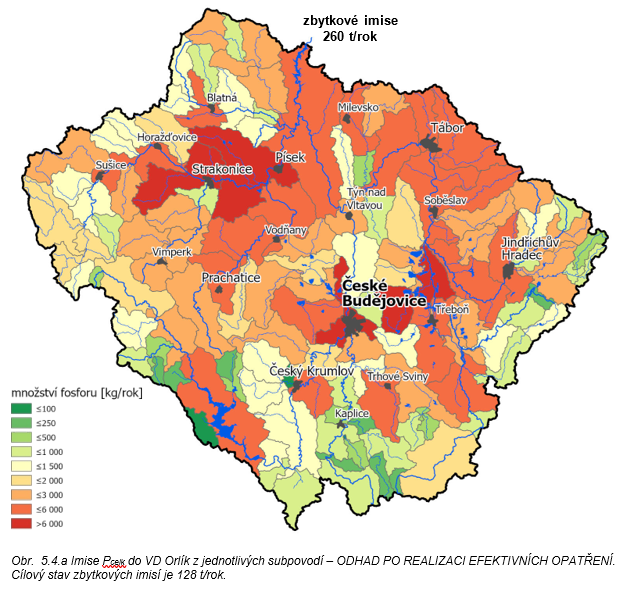 zbytkové imise
260 t/rok
Blatná
Milevsko
Tábor
Horažďovice
Písek
Sušice
Strakonice
Týn nad
Vltavou
Soběslav
Vodňany
Jindřichův
Hradec
Vimperk
Prachatice
České
Budějovice
Třeboň
Český Krumlov
Trhové Sviny
Kaplice
množství fosforu [kg/rok]
≤100
≤250
≤500
≤1 000
≤1 500
≤2 000
≤3 000
≤6 000
>6 000
Obr. 5.4.a Imise Pcelk do VD Orlík z jednotlivých subpovodí – ODHAD PO REALIZACI EFEKTIVNÍCH OPATŘENÍ.
Cílový stav zbytkových imisí je 128 t/rok.